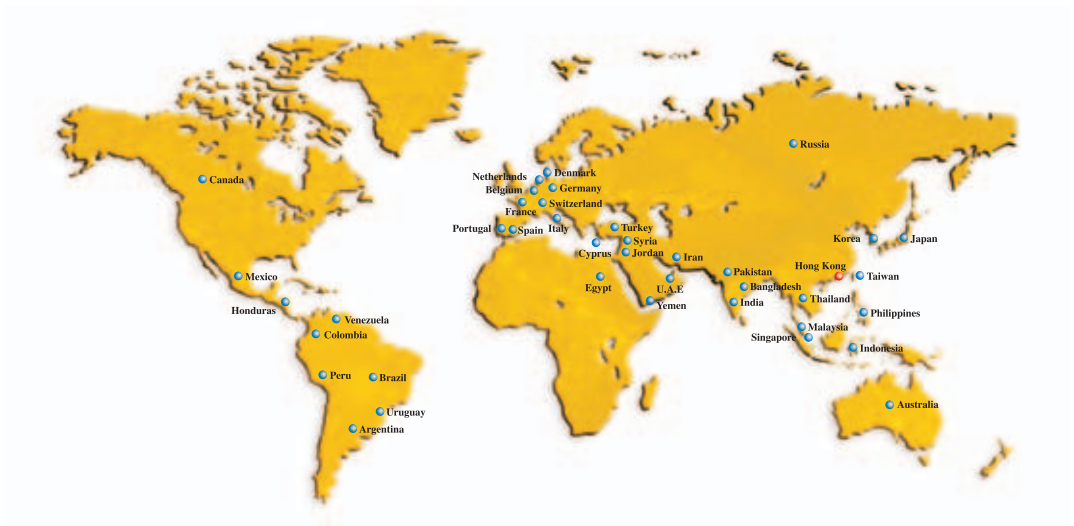 Russia
Denmark
Netherlands
Canada
Germany
Belgium
Switzerland
France
Portugal
Spain
Italy
Turkey
Korea
Japan
Syria
Cyprus
Jordan
Iran
Hong Kong
Pakistan
Mexico
Taiwan
Egypt
U.A.E
Bangladesh
Yemen
India
Thailand
Honduras
Philippines
Venezuela
Malaysia
Colombia
Singapore
Indonesia
Peru
Brazil
Australia
Uruguay
Argentina